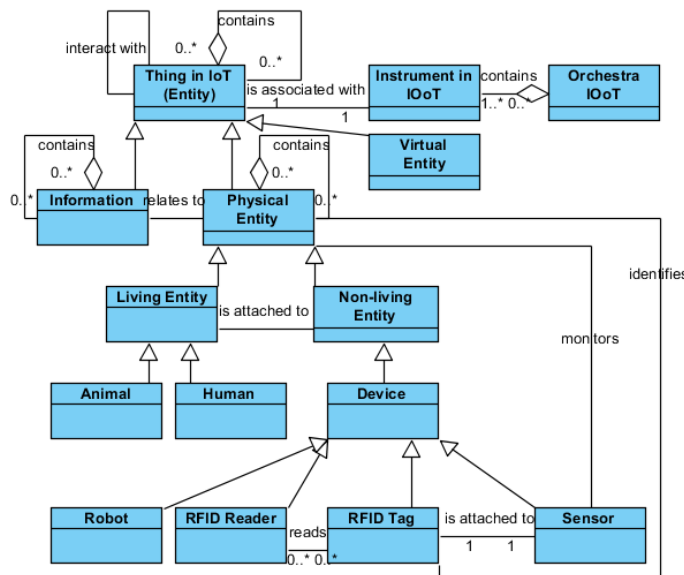 contains
interact with
0..*
0..*
Thing in IoT
(Entity)
is associated with
1
1
Instrument in
IOoT
contains
1..* 0..*
Orchestra
IOoT
Virtual
Entity
contains
0..*
0..*
Information
relates to
contains
0..*
0..*
Physical
Entity
identifies
Living Entity
is attached to
Non-living
Entity
monitors
Animal
Human
Device
Robot
RFID Reader
reads
0..* 0..*
RFID Tag
is attached to
1
1
Sensor